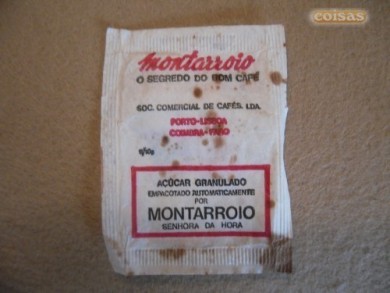 coisas
montarroio
O SEGREDO DO BOM CAFÉ
SOC. COMERCIAL DE CAFÉS, LDA.
PORTO-LISBOA
COIMBRA-FARO
AÇÚCAR GRANULADO
EMPACOTADO AUTOMATICAMENTE
POR
MONTARROIO
SENHORA DA HORA